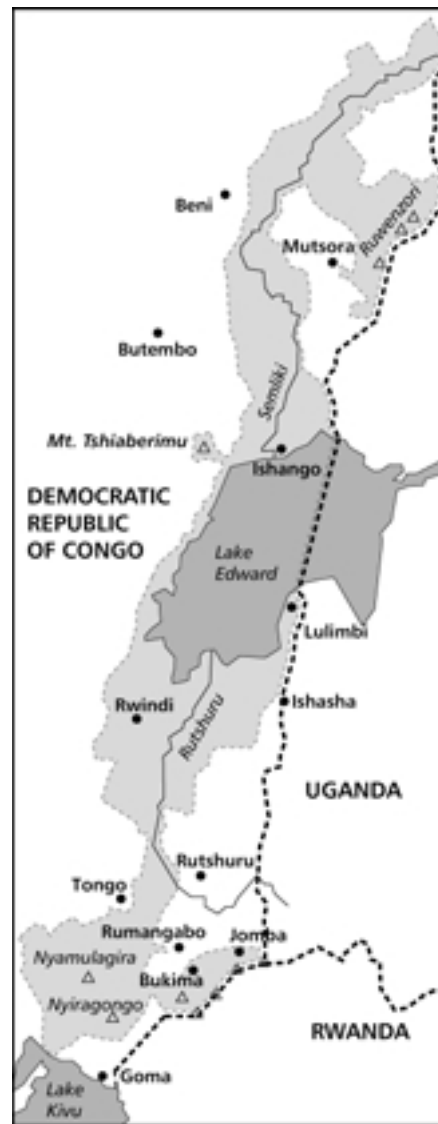 Beni
Ruwenzori
Mutsora
Butembo
Semliki
Mt. Tshiaberimu
Ishango
DEMOCRATIC
REPUBLIC
OF CONGO
Lake
Edward
Lulimbi
Rwindi
Rutshuru
Ishasha
UGANDA
Rutshuru
Tongo
Rumangabo
Jomba
Nyamulagira
Bukima
Nyiragongo
RWANDA
Goma
Lake
Kivu